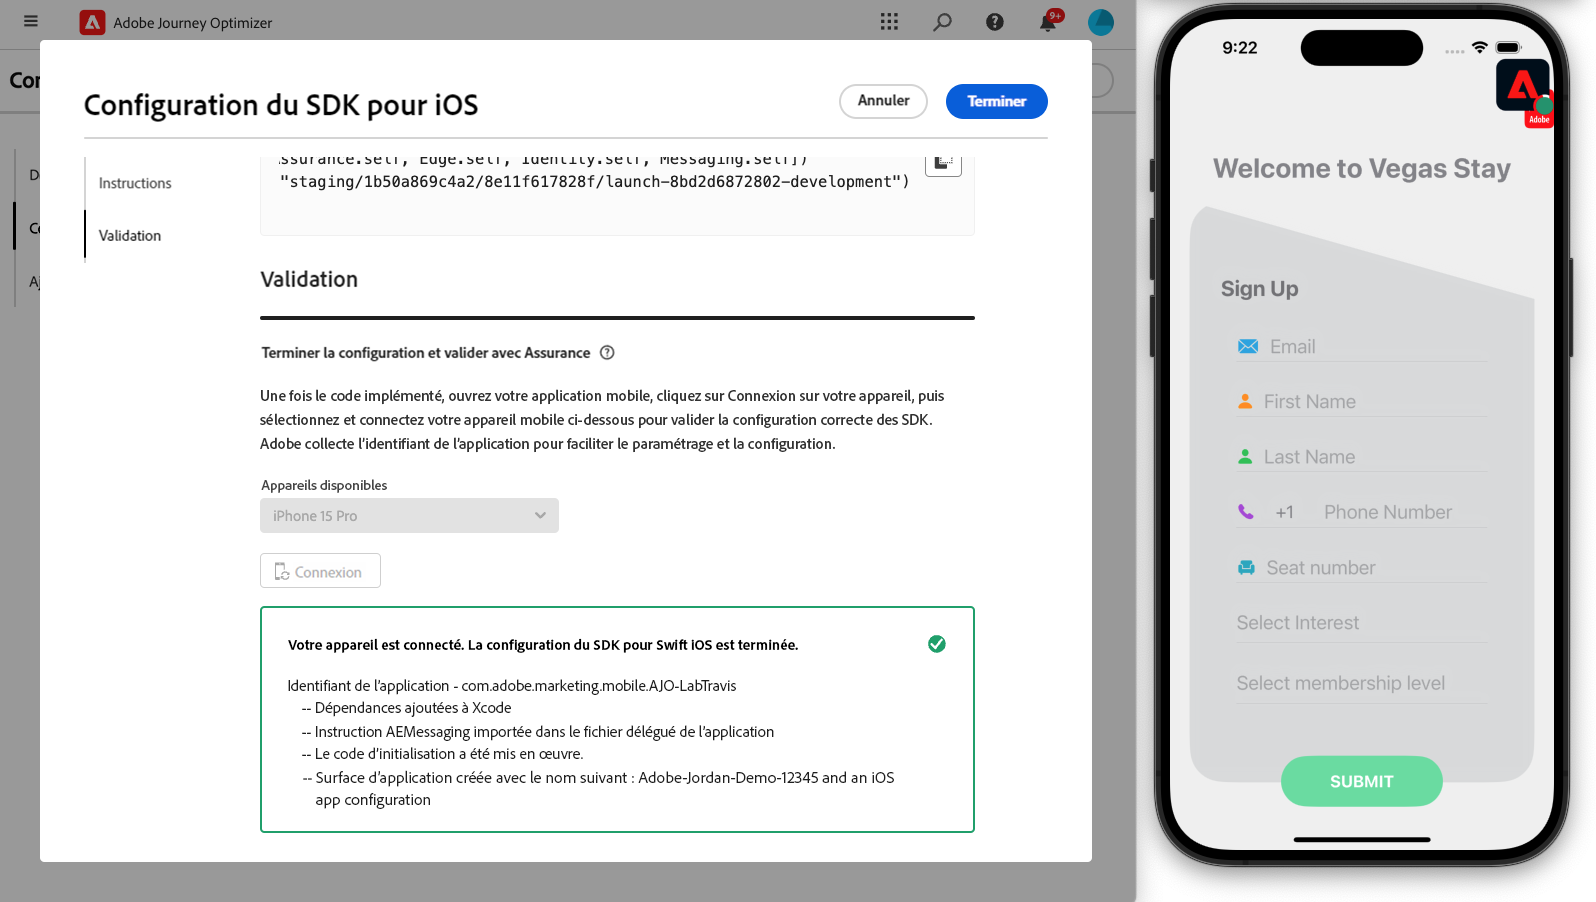 Adobe Journey Optimizer
9+
Configuration du SDK pour iOS
Annuler
Terminer
Instructions
Validation
ssurance.self, Edge.self, Identity.self, Messaging.self])
"staging/1b50a869c4a2/8e11f617828f/launch-8bd2d6872802-development")
Validation
Terminer la configuration et valider avec Assurance
Une fois le code implémenté, ouvrez votre application mobile, cliquez sur Connexion sur votre appareil, puis
sélectionnez et connectez votre appareil mobile ci-dessous pour valider la configuration correcte des SDK.
Adobe collecte l’identifiant de l’application pour faciliter le paramétrage et la configuration.
Appareils disponibles
iPhone 15 Pro
Connexion
Votre appareil est connecté. La configuration du SDK pour Swift iOS est terminée.
Identifiant de l’application - com.adobe.marketing.mobile.AJO-LabTravis
-- Dépendances ajoutées à Xcode
-- Instruction AEMessaging importée dans le fichier délégué de l’application
-- Le code d’initialisation a été mis en œuvre.
-- Surface d’application créée avec le nom suivant : Adobe-Jordan-Demo-12345 and an iOS
app configuration
9:22
Adobe
Welcome to Vegas Stay
Sign Up
Email
First Name
Last Name
+1 Phone Number
Seat number
Select Interest
Select membership level
SUBMIT